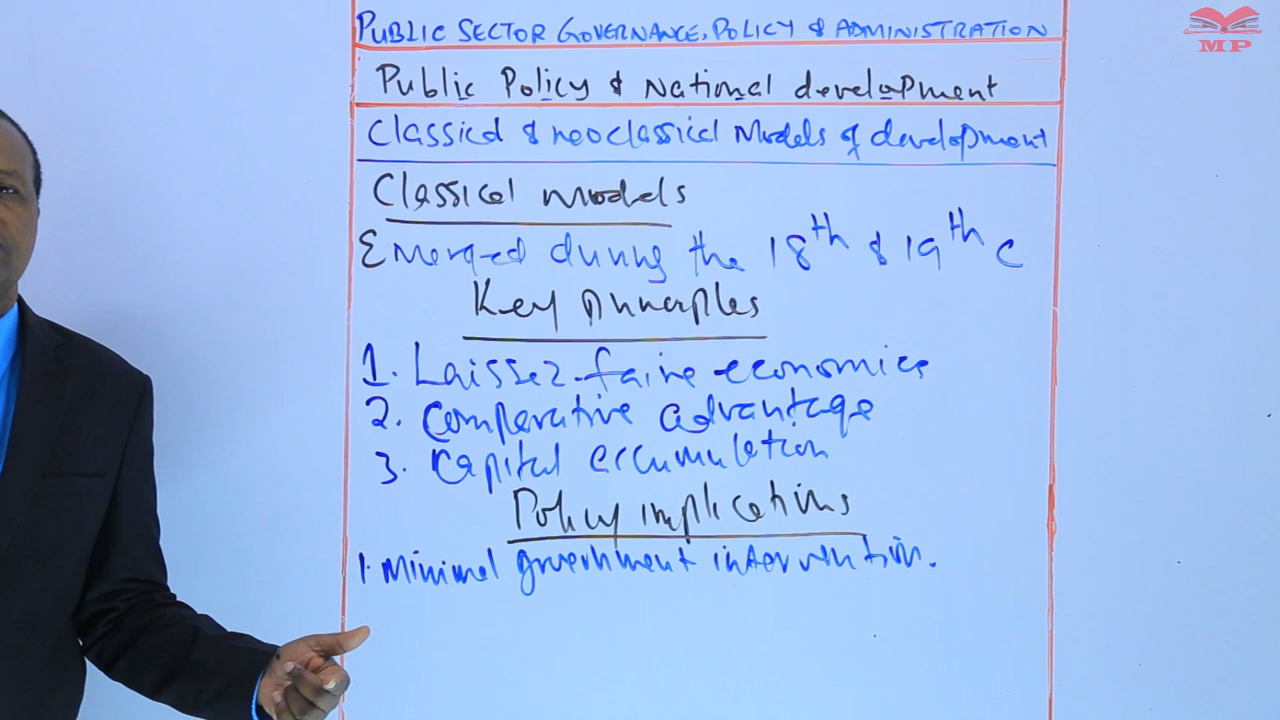 PUBLIC SECTOR GOVERNANCE, POLICY & ADMINISTRATION
MP
Public Policy & National development
Classical & neoclassical Models of development
Classical Models
Emerged during the 18th & 19th C
Key principles
1. Laissez-faire economics
2. Comparative advantage
3. Capital accumulation
Policy implications
1. Minimal government intervention.